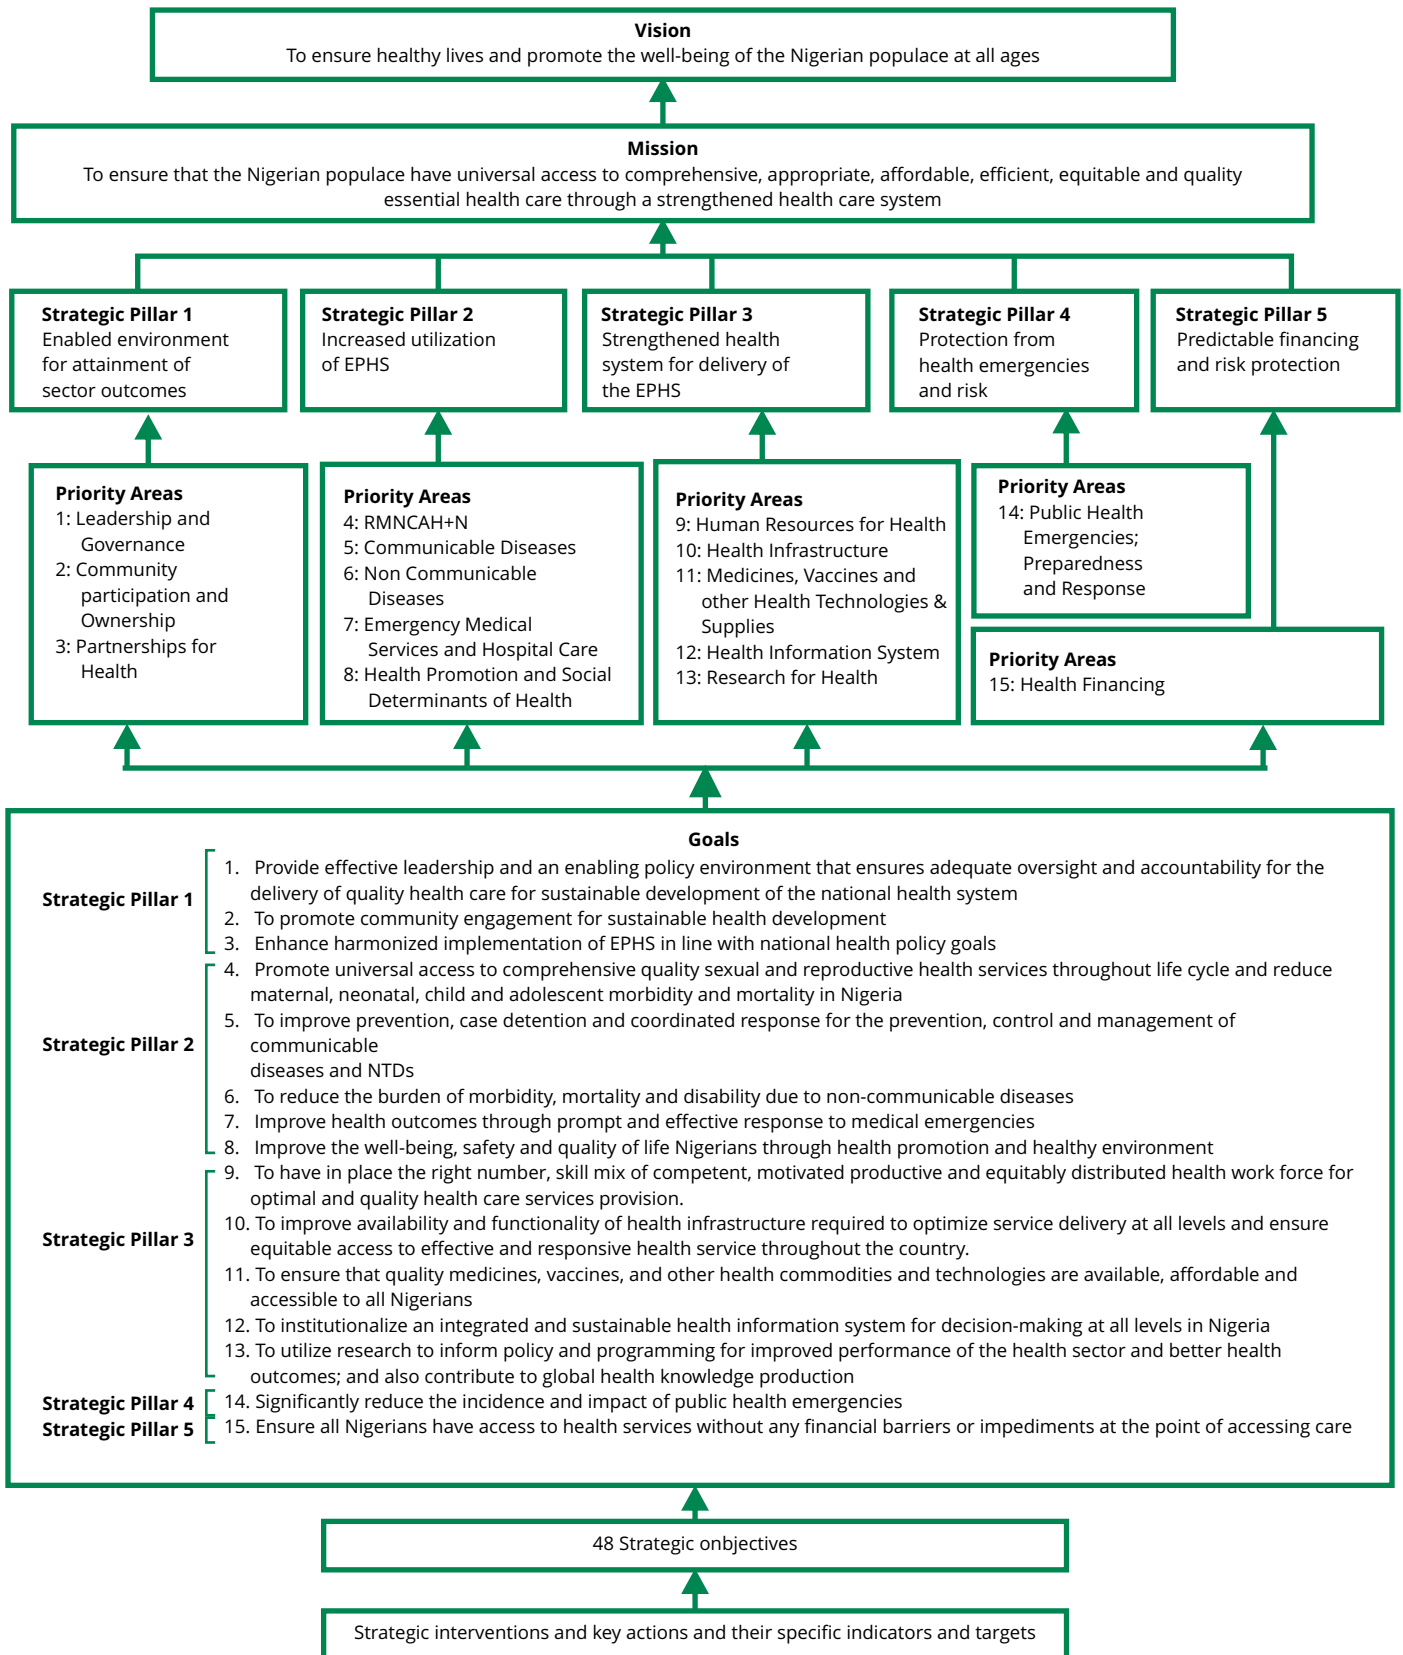 Vision
To ensure healthy lives and promote the well-being of the Nigerian populace at all ages
Mission
To ensure that the Nigerian populace have universal access to comprehensive, appropriate, affordable, efficient, equitable and quality
essential health care through a strengthened health care system
Strategic Pillar 1
Enabled environment
for attainment of
sector outcomes
Strategic Pillar 2
Increased utilization
of EPHS
Strategic Pillar 3
Strengthened health
system for delivery of
the EPHS
Strategic Pillar 4
Protection from
health emergencies
and risk
Strategic Pillar 5
Predictable financing
and risk protection
Priority Areas
1: Leadership and
Governance
2: Community
participation and
Ownership
3: Partnerships for
Health
Priority Areas
4: RMNCAH+N
5: Communicable Diseases
6: Non Communicable
Diseases
7: Emergency Medical
Services and Hospital Care
8: Health Promotion and Social
Determinants of Health
Priority Areas
9: Human Resources for Health
10: Health Infrastructure
11: Medicines, Vaccines and
other Health Technologies &
Supplies
12: Health Information System
13: Research for Health
Priority Areas
14: Public Health
Emergencies;
Preparedness
and Response
Priority Areas
15: Health Financing
Goals
Strategic Pillar 1
1. Provide effective leadership and an enabling policy environment that ensures adequate oversight and accountability for the
delivery of quality health care for sustainable development of the national health system
2. To promote community engagement for sustainable health development
3. Enhance harmonized implementation of EPHS in line with national health policy goals
Strategic Pillar 2
4. Promote universal access to comprehensive quality sexual and reproductive health services throughout life cycle and reduce
maternal, neonatal, child and adolescent morbidity and mortality in Nigeria
5. To improve prevention, case detention and coordinated response for the prevention, control and management of
communicable
diseases and NTDs
6. To reduce the burden of morbidity, mortality and disability due to non-communicable diseases
7. Improve health outcomes through prompt and effective response to medical emergencies
8. Improve the well-being, safety and quality of life Nigerians through health promotion and healthy environment
Strategic Pillar 3
9. To have in place the right number, skill mix of competent, motivated productive and equitably distributed health work force for
optimal and quality health care services provision.
10. To improve availability and functionality of health infrastructure required to optimize service delivery at all levels and ensure
equitable access to effective and responsive health service throughout the country.
11. To ensure that quality medicines, vaccines, and other health commodities and technologies are available, affordable and
accessible to all Nigerians
12. To institutionalize an integrated and sustainable health information system for decision-making at all levels in Nigeria
13. To utilize research to inform policy and programming for improved performance of the health sector and better health
outcomes; and also contribute to global health knowledge production
Strategic Pillar 4
14. Significantly reduce the incidence and impact of public health emergencies
Strategic Pillar 5
15. Ensure all Nigerians have access to health services without any financial barriers or impediments at the point of accessing care
48 Strategic onbjectives
Strategic interventions and key actions and their specific indicators and targets